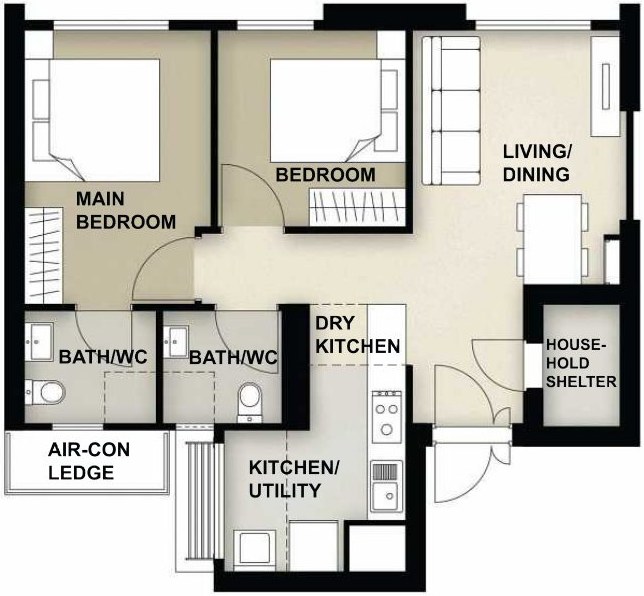 MAIN
BEDROOM
BEDROOM
LIVING/
DINING
BATH/WC
BATH/WC
DRY
KITCHEN
HOUSE-
HOLD
SHELTER
AIR-CON
LEDGE
KITCHEN/
UTILITY